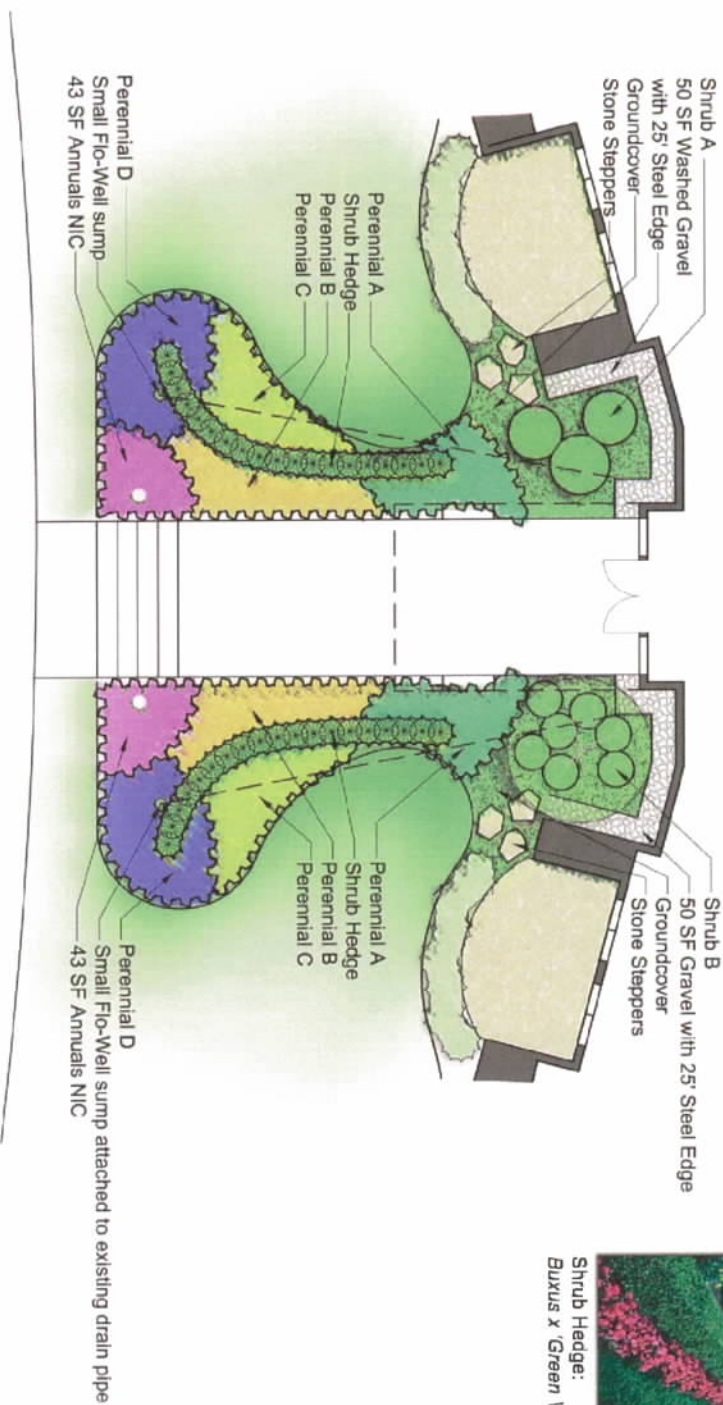 Shrub A
50 SF Washed Gravel
with 25' Steel Edge
Groundcover
Stone Steppers
Perennial A
Shrub Hedge
Perennial B
Perennial C
Perennial D
Small Flo-Well sump
43 SF Annuals NIC
Shrub B
50 SF Gravel with 25' Steel Edge
Groundcover
Stone Steppers
Perennial A
Shrub Hedge
Perennial B
Perennial C
Perennial D
Small Flo-Well sump attached to existing drain pipe
43 SF Annuals NIC
Shrub Hedge:
Buxus x 'Green